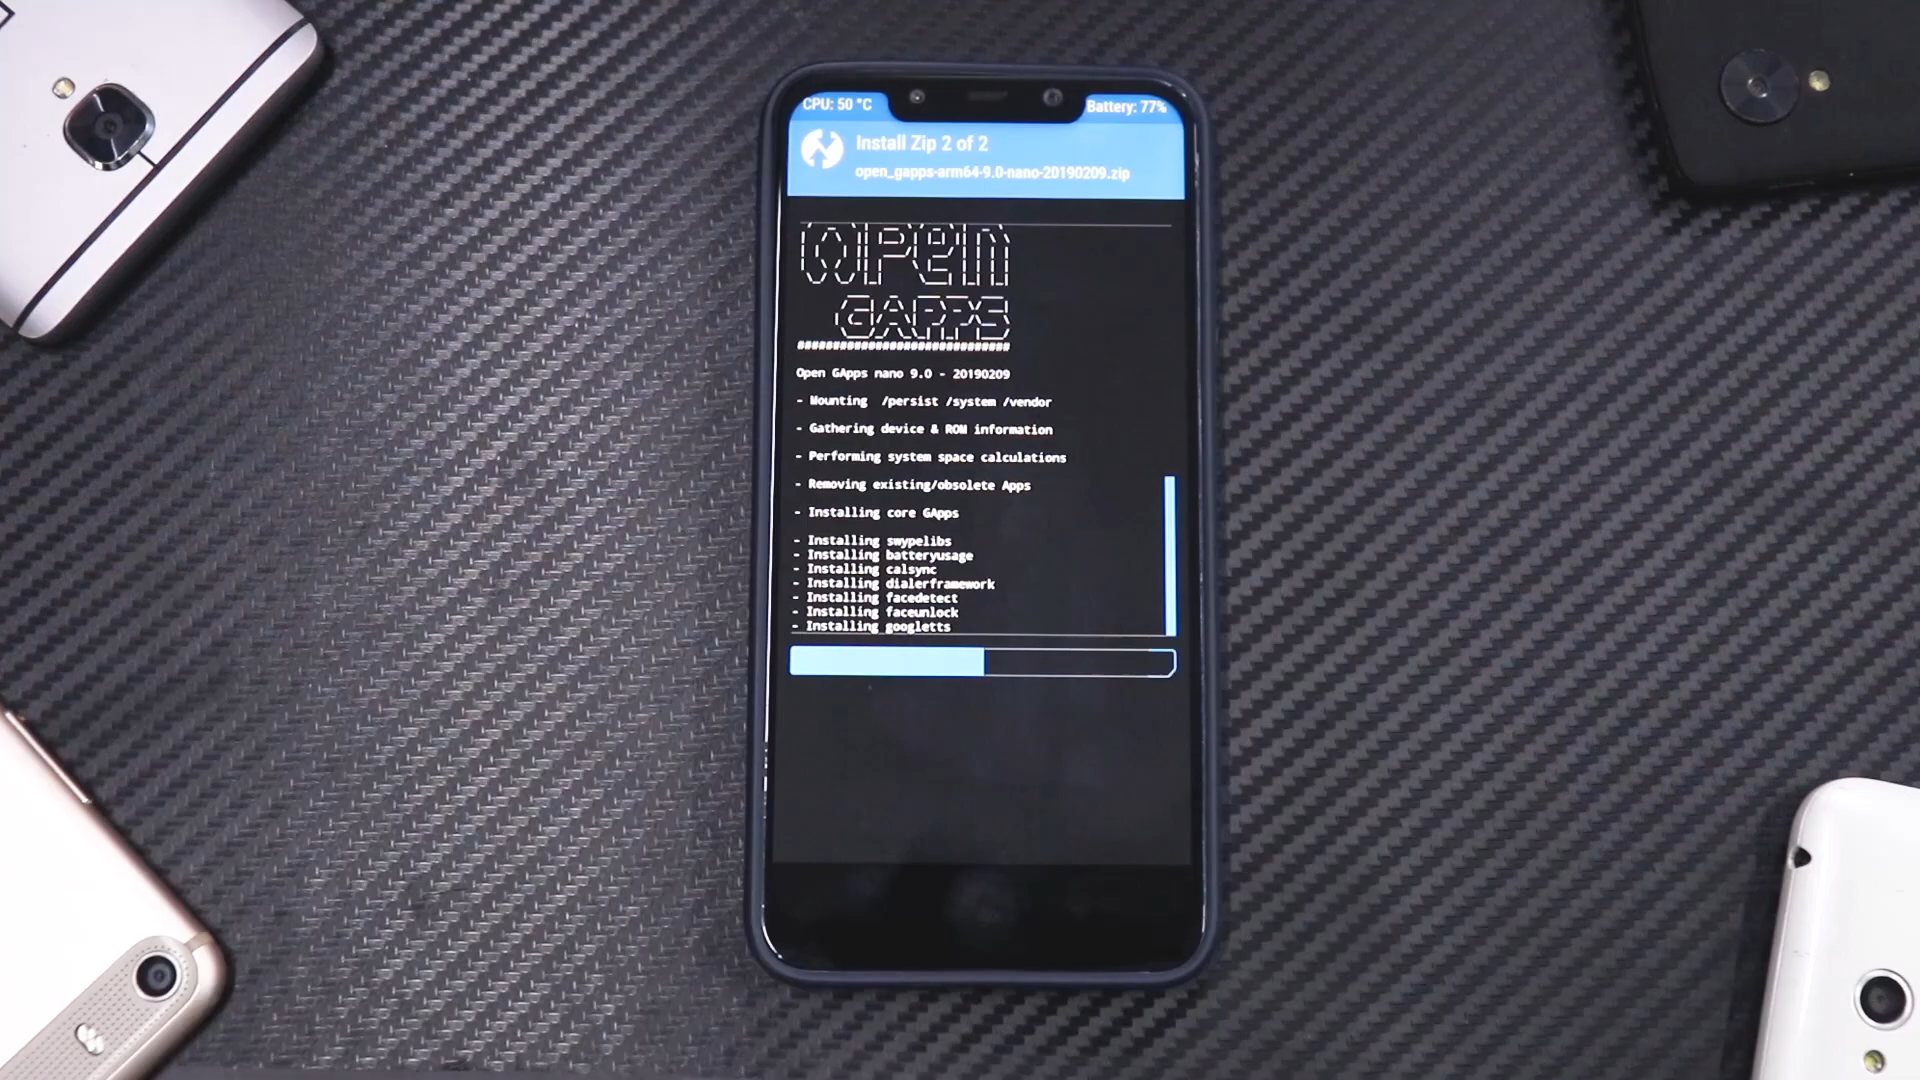 CPU: 50 °C
Battery: 77%
Install Zip 2 of 2
open_gapps-arm64-9.0-nano-20190209.zip
OPen
GAPPS
##############################
Open GApps nano 9.0 - 20190209
- Mounting /persist /system /vendor
- Gathering device & ROM information
- Performing system space calculations
- Removing existing/obsolete Apps
- Installing core GApps
- Installing swypelibs
- Installing batteryusage
- Installing calsync
- Installing dialerframework
- Installing facedetect
- Installing faceunlock
- Installing googletts